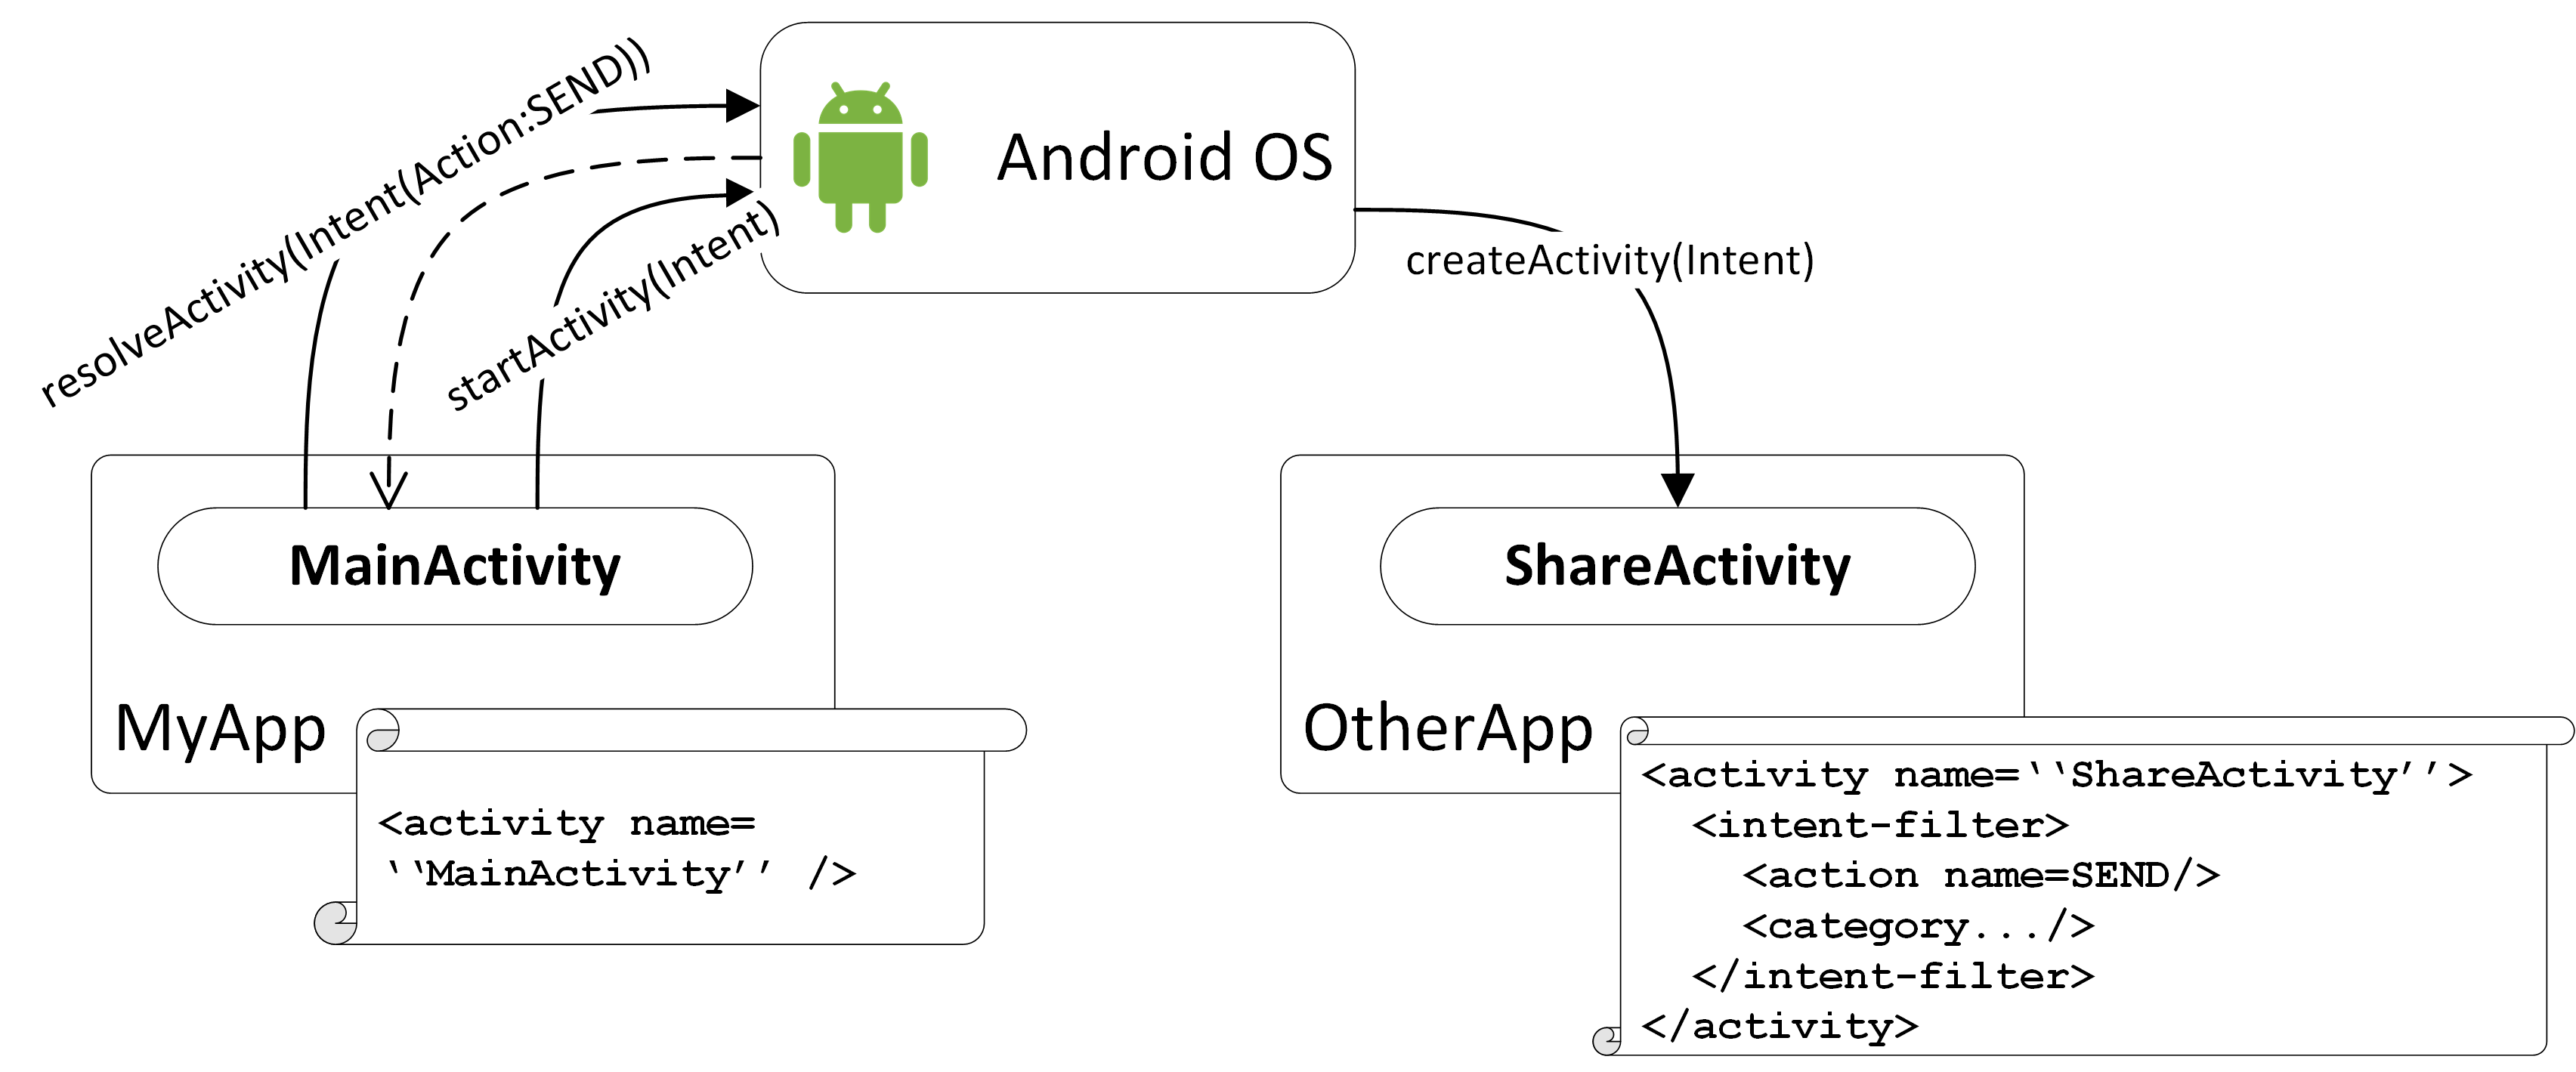 resolveActivity(Intent(Action:SEND))
startActivity(Intent)
Android OS
createActivity(Intent)
MainActivity
MyApp
<activity name=
‘‘MainActivity’’ />
ShareActivity
OtherApp
<activity name=‘‘ShareActivity’’>
<intent-filter>
<action name=SEND/>
<category.../>
</intent-filter>
</activity>